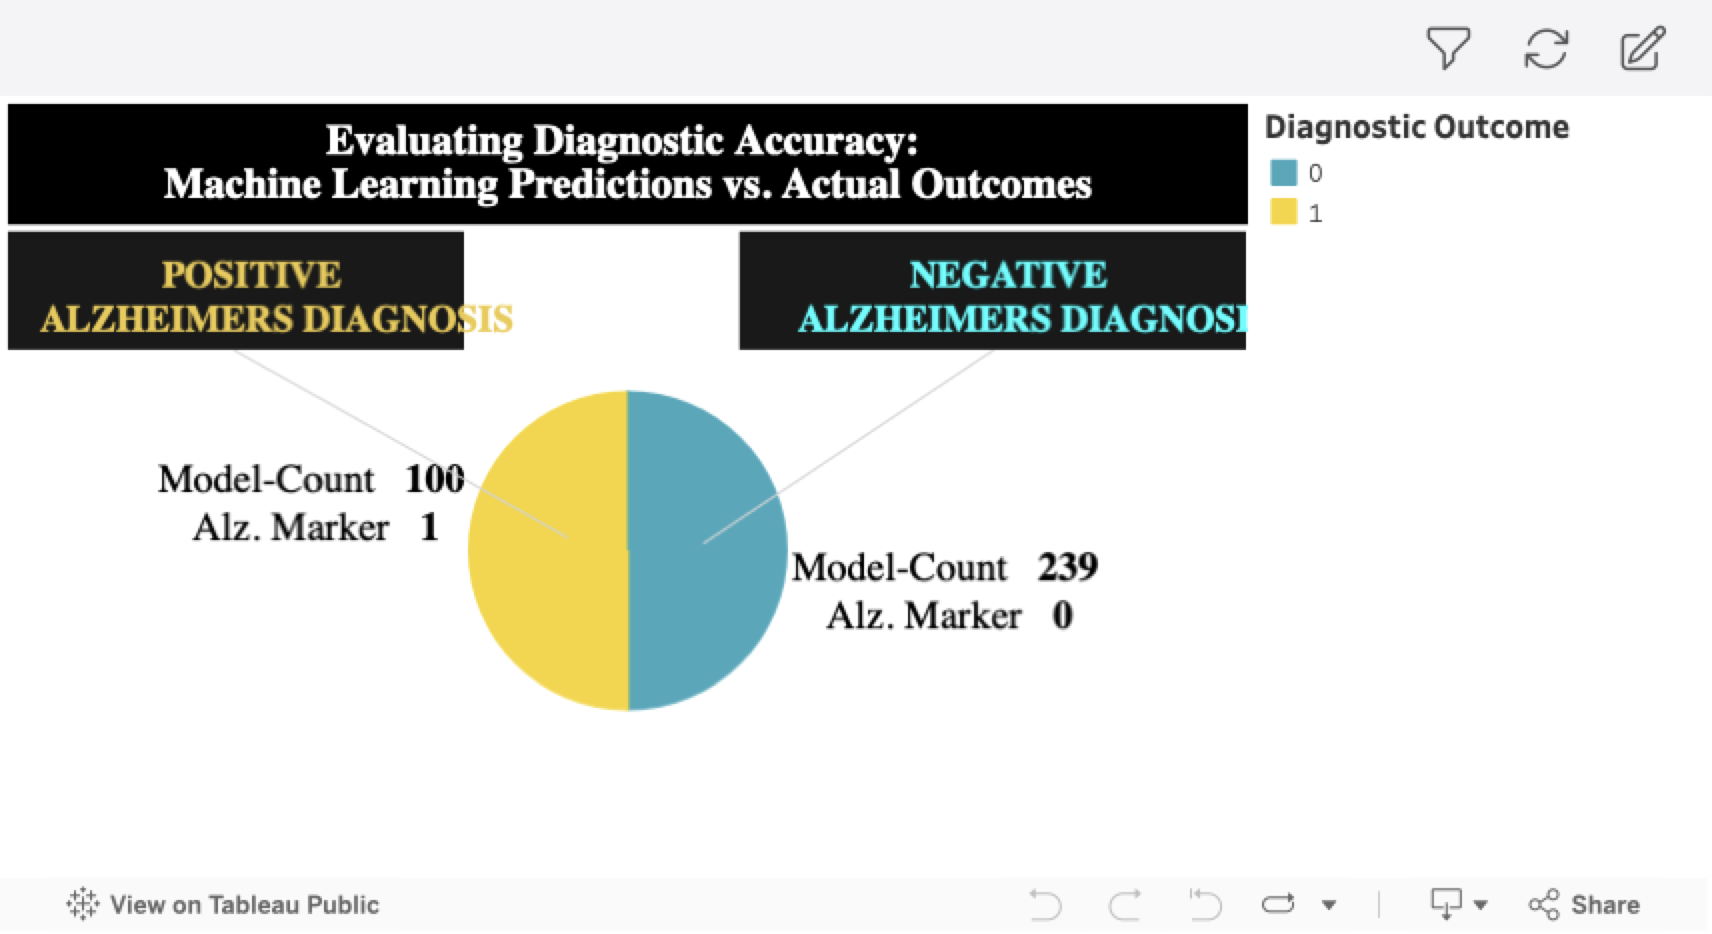 Evaluating Diagnostic Accuracy:
Machine Learning Predictions vs. Actual Outcomes
Diagnostic Outcome
0
1
POSITIVE
ALZHEIMERS DIAGNOSIS
NEGATIVE
ALZHEIMERS DIAGNOSI
Model-Count 100
Alz. Marker 1
Model-Count 239
Alz. Marker 0
View on Tableau Public
Share